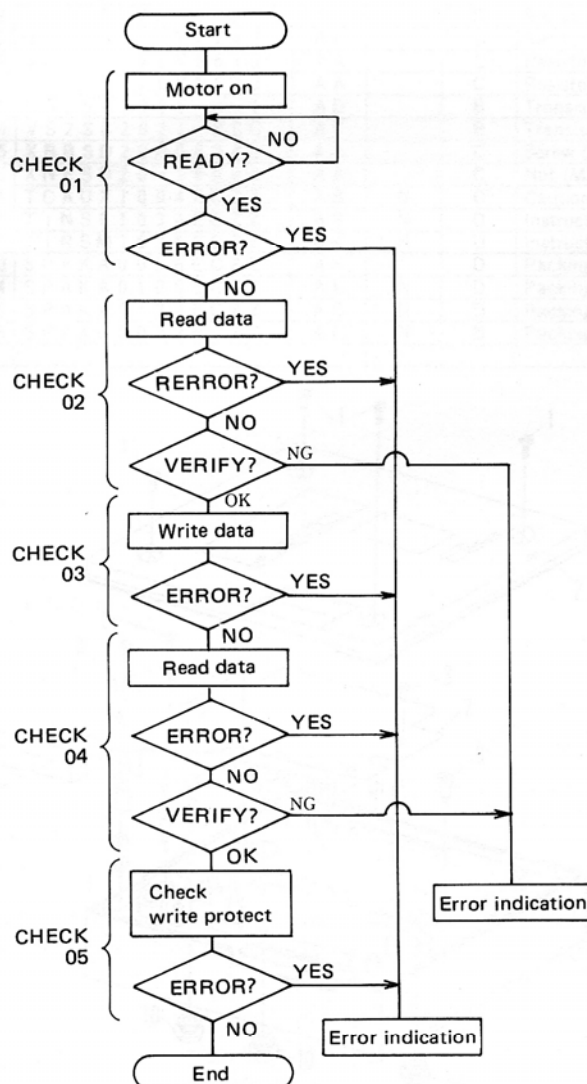 Start
Motor on
NO
READY?
CHECK
01
YES
ERROR?
YES
NO
Read data
CHECK
02
RERROR?
YES
NO
VERIFY?
NG
OK
Write data
CHECK
03
ERROR?
YES
NO
Read data
CHECK
04
ERROR?
YES
NO
VERIFY?
NG
OK
Check
write protect
Error indication
CHECK
05
ERROR?
YES
NO
Error indication
End